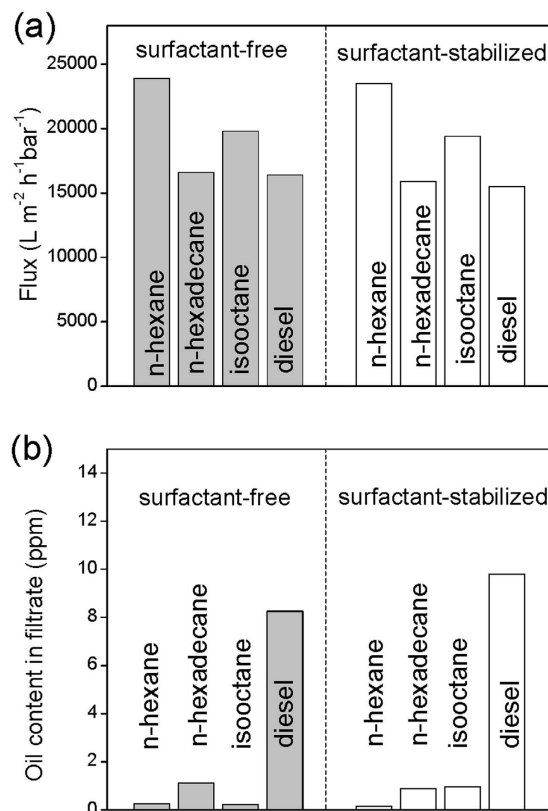 (a)
surfactant-free
surfactant-stabilized
25000
20000
15000
10000
5000
0
Flux (L m⁻² h⁻¹bar⁻¹)
n-hexane
n-hexadecane
isooctane
diesel
n-hexane
n-hexadecane
isooctane
diesel
(b)
14
12
10
8
6
4
2
0
Oil content in filtrate (ppm)
surfactant-free
surfactant-stabilized
n-hexane
n-hexadecane
isooctane
diesel
n-hexane
n-hexadecane
isooctane
diesel